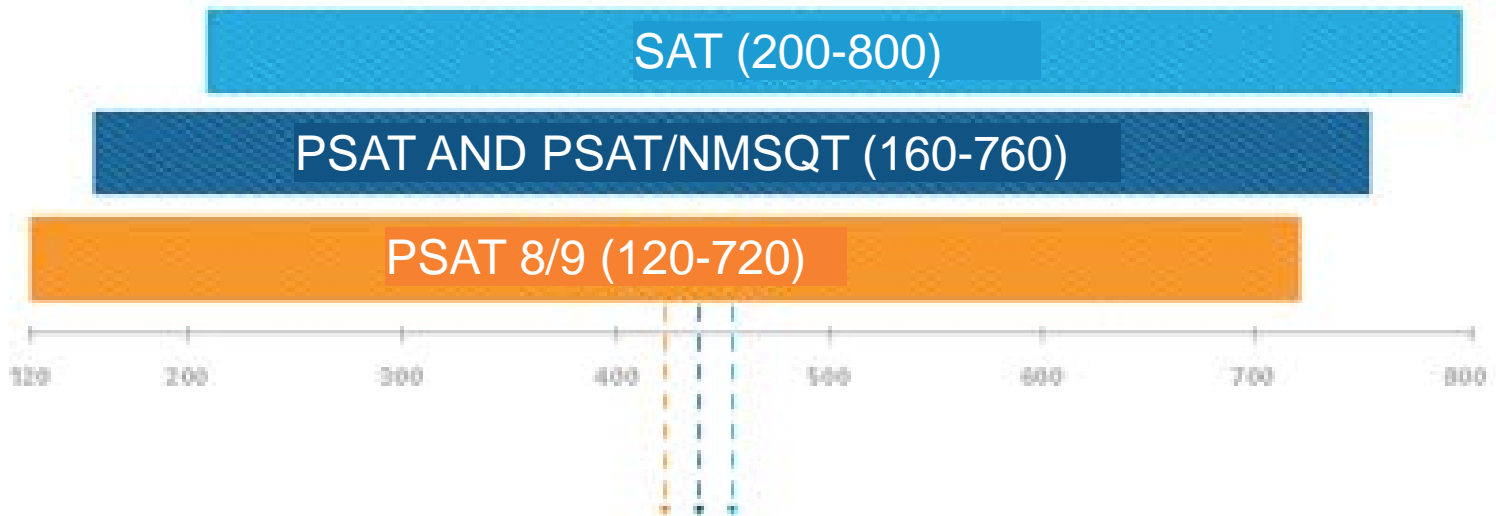 SAT (200-800)
PSAT AND PSAT/NMSQT (160-760)
PSAT 8/9 (120-720)
120 200 300 400 500 600 700 800